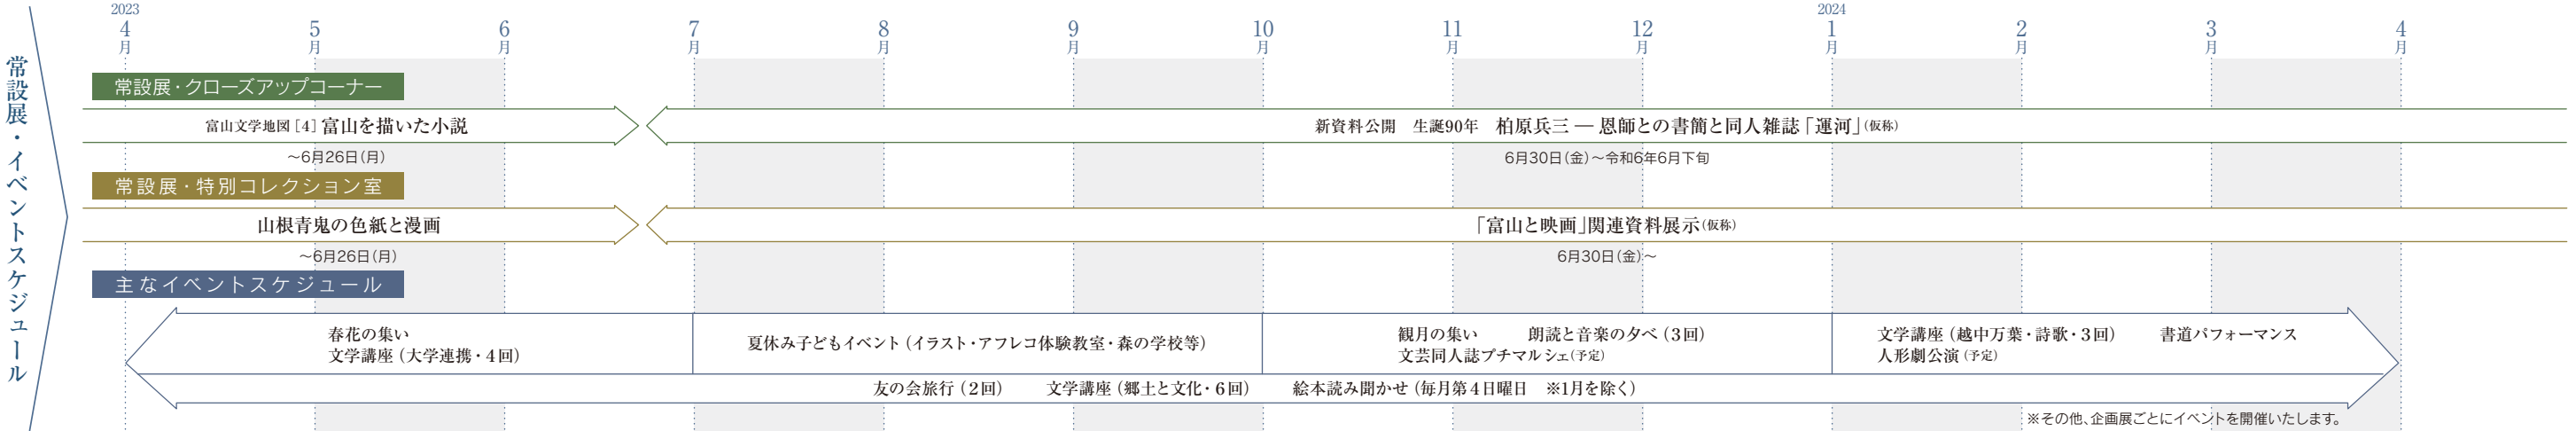 常設展・イベントスケジュール
2023
4月
5月
6月
7月
8月
9月
10月
11月
12月
2024
1月
2月
3月
4月
常設展・クローズアップコーナー
富山文学地図［4］富山を描いた小説
～6月26日（月）
新資料公開　生誕90年　柏原兵三 ― 恩師との書簡と同人雑誌「運河」（仮称）
6月30日（金）～令和6年6月下旬
常設展・特別コレクション室
山根青鬼の色紙と漫画
～6月26日（月）
「富山と映画」関連資料展示（仮称）
6月30日（金）～
主なイベントスケジュール
春花の集い
文学講座（大学連携・４回）
夏休み子どもイベント（イラスト・アフレコ体験教室・森の学校等）
観月の集い　　朗読と音楽の夕べ（３回）
文芸同人誌プチマルシェ（予定）
文学講座（越中万葉・詩歌・３回）　　書道パフォーマンス
人形劇公演（予定）
友の会旅行（２回）　　文学講座（郷土と文化・６回）　　絵本読み聞かせ（毎月第４日曜日　※1月を除く）
※その他、企画展ごとにイベントを開催いたします。